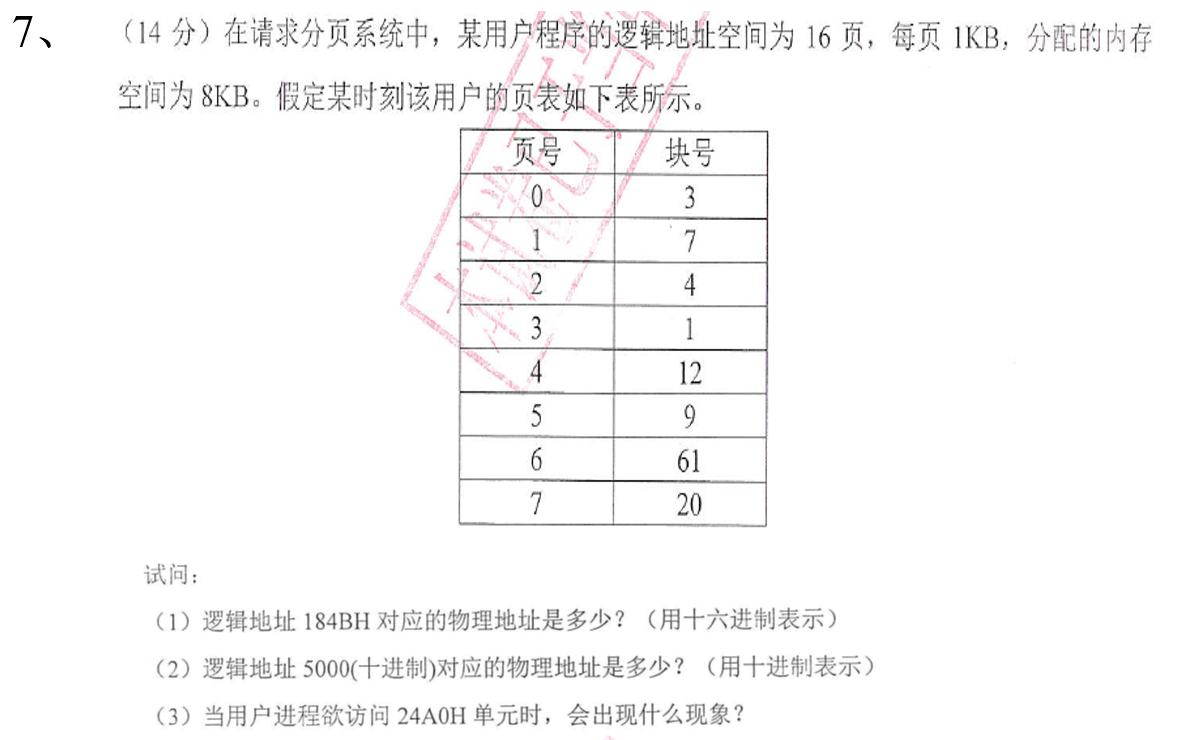 7、 (14 分) 在请求分页系统中，某用户程序的逻辑地址空间为 16 页，每页 1KB，分配的内存
空间为 8KB。假定某时刻该用户的页表如下表所示。
页号 块号
0 3
1 7
2 4
3 1
4 12
5 9
6 61
7 20
试问：
（1）逻辑地址 184BH 对应的物理地址是多少？（用十六进制表示）
（2）逻辑地址 5000(十进制)对应的物理地址是多少？（用十进制表示）
（3）当用户进程欲访问 24A0H 单元时，会出现什么现象？